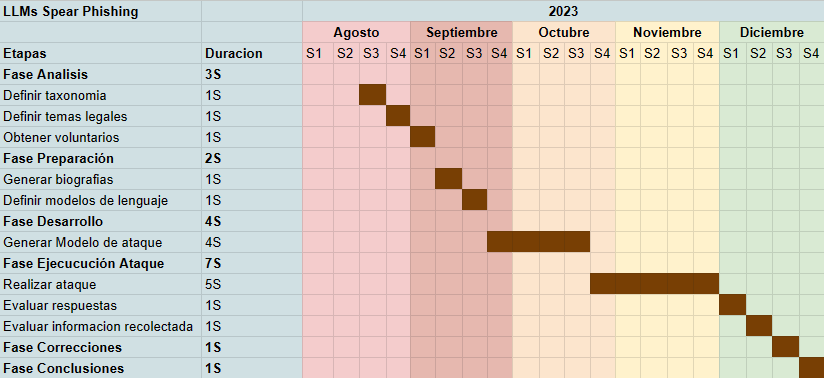 LLMs Spear Phishing 2023
Agosto Septiembre Octubre Noviembre Diciembre
Etapas Duracion S1 S2 S3 S4 S1 S2 S3 S4 S1 S2 S3 S4 S1 S2 S3 S4 S1 S2 S3 S4
Fase Analisis 3S
Definir taxonomia 1S
Definir temas legales 1S
Obtener voluntarios 1S
Fase Preparación 2S
Generar biografias 1S
Definir modelos de lenguaje 1S
Fase Desarrollo 4S
Generar Modelo de ataque 4S
Fase Ejecucución Ataque 7S
Realizar ataque 5S
Evaluar respuestas 1S
Evaluar informacion recolectada 1S
Fase Correcciones 1S
Fase Conclusiones 1S